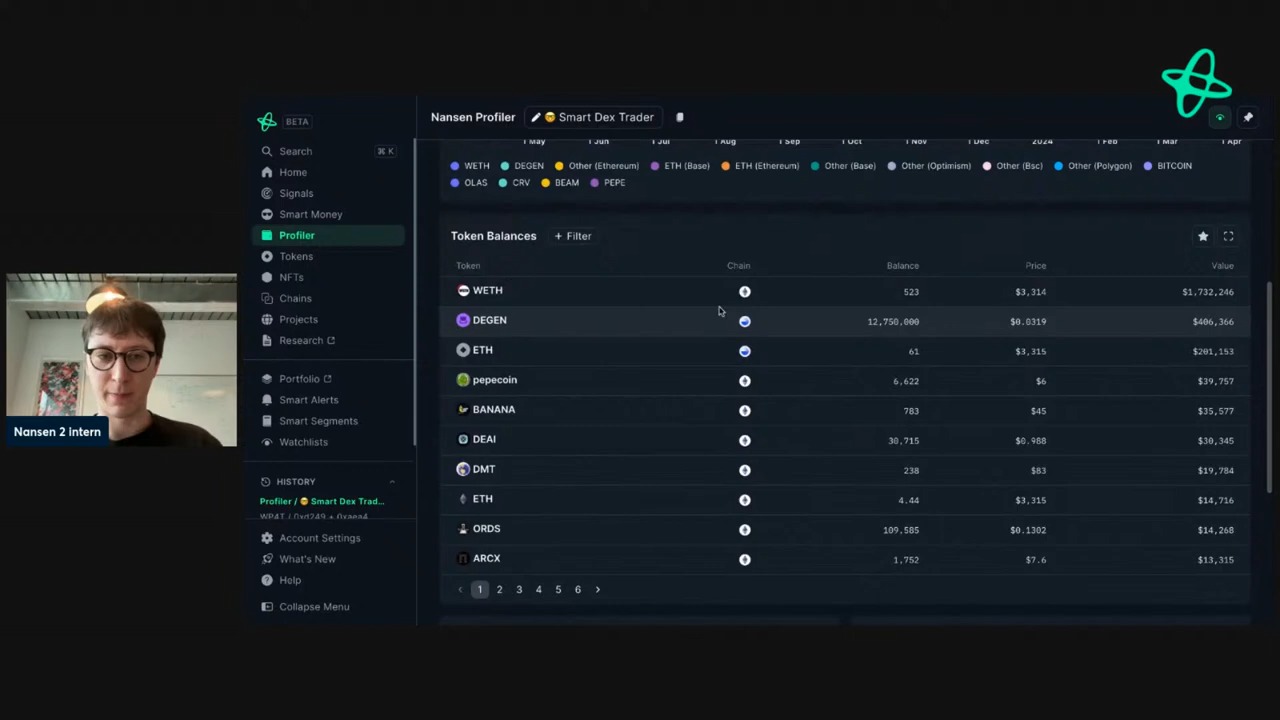 BETA
Search ⌘ K
Home
Signals
Smart Money
Profiler
Tokens
NFTs
Chains
Projects
Research
Portfolio
Smart Alerts
Smart Segments
Watchlists
HISTORY
Profiler / 🤓 Smart Dex Trad...
WP4T / 0xd249 + 0xaea4
Account Settings
What's New
Help
Collapse Menu
Nansen 2 Intern
Nansen Profiler 🤓 Smart Dex Trader
1 May 1 Jun 1 Jul 1 Aug 1 Sep 1 Oct 1 Nov 1 Dec 2024 1 Feb 1 Mar 1 Apr
WETH DEGEN Other (Ethereum) ETH (Base) ETH (Ethereum) Other (Base) Other (Optimism) Other (Bsc) Other (Polygon) BITCOIN
OLAS CRV BEAM PEPE
Token Balances + Filter
Token Chain Balance Price Value
WETH 523 $3,314 $1,732,246
DEGEN 12,750,000 $0.0319 $406,366
ETH 61 $3,315 $201,153
pepecoin 6,622 $6 $39,757
BANANA 783 $45 $35,577
DEAI 30,715 $0.988 $30,345
DMT 238 $83 $19,784
ETH 4.44 $3,315 $14,716
ORDS 109,585 $0.1302 $14,268
ARCX 1,752 $7.6 $13,315
‹ 1 2 3 4 5 6 ›